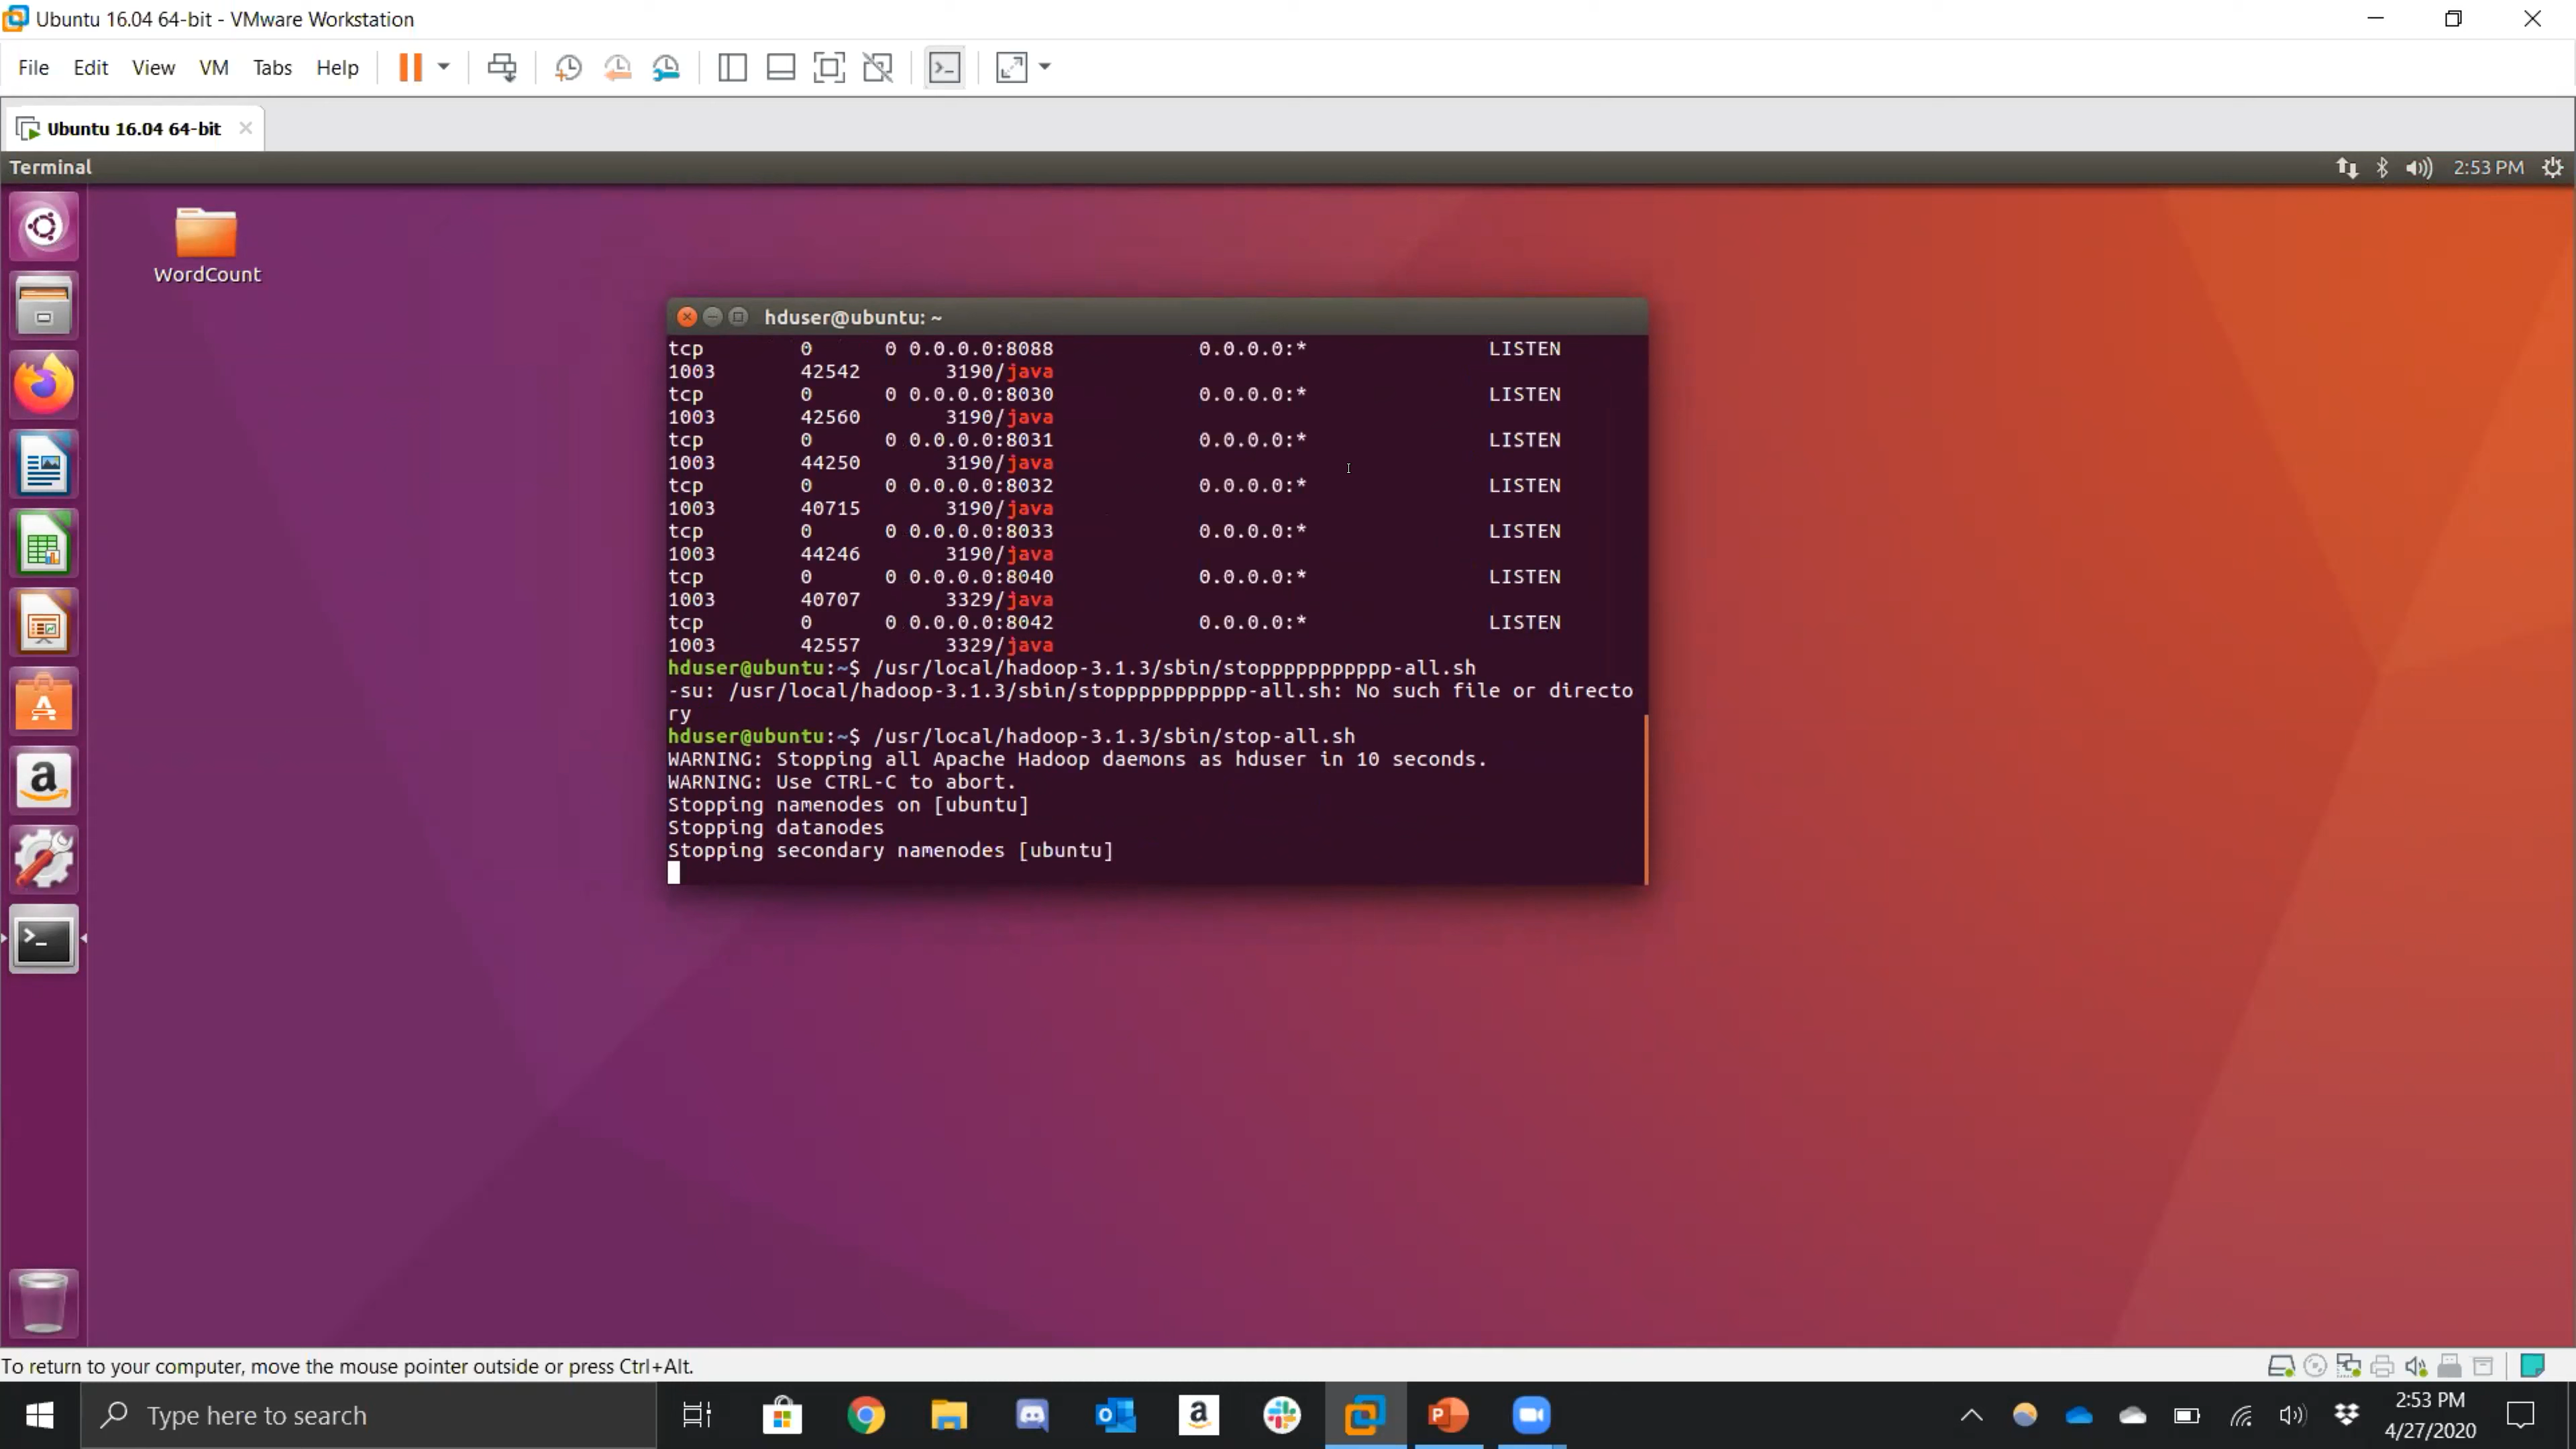 Ubuntu 16.04 64-bit - VMware Workstation
File Edit View VM Tabs Help
Ubuntu 16.04 64-bit
Terminal 2:53 PM
WordCount
hduser@ubuntu: ~
tcp 0 0 0.0.0.0:8088 0.0.0.0:* LISTEN
1003 42542 3190/java
tcp 0 0 0.0.0.0:8030 0.0.0.0:* LISTEN
1003 42560 3190/java
tcp 0 0 0.0.0.0:8031 0.0.0.0:* LISTEN
1003 44250 3190/java
tcp 0 0 0.0.0.0:8032 0.0.0.0:* LISTEN
1003 40715 3190/java
tcp 0 0 0.0.0.0:8033 0.0.0.0:* LISTEN
1003 44246 3190/java
tcp 0 0 0.0.0.0:8040 0.0.0.0:* LISTEN
1003 40707 3329/java
tcp 0 0 0.0.0.0:8042 0.0.0.0:* LISTEN
1003 42557 3329/java
hduser@ubuntu:~$ /usr/local/hadoop-3.1.3/sbin/stopppppppppppp-all.sh
-su: /usr/local/hadoop-3.1.3/sbin/stopppppppppppp-all.sh: No such file or directo
ry
hduser@ubuntu:~$ /usr/local/hadoop-3.1.3/sbin/stop-all.sh
WARNING: Stopping all Apache Hadoop daemons as hduser in 10 seconds.
WARNING: Use CTRL-C to abort.
Stopping namenodes on [ubuntu]
Stopping datanodes
Stopping secondary namenodes [ubuntu]
To return to your computer, move the mouse pointer outside or press Ctrl+Alt.
Type here to search
2:53 PM
4/27/2020